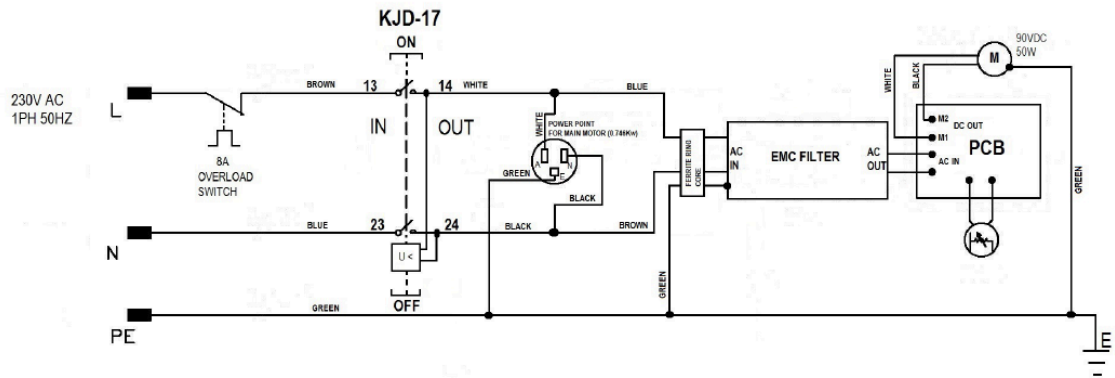 KJD-17
ON
230V AC
1PH 50HZ
L
BROWN
13
14
WHITE
BLUE
IN
OUT
8A
OVERLOAD
SWITCH
WHITE
POWER POINT
FOR MAIN MOTOR (0.746Kw)
A
N
E
GREEN
BLACK
FERRITE RING
CORE
AC
IN
EMC FILTER
AC
OUT
WHITE
BLACK
M
90VDC
50W
M2
DC OUT
M1
PCB
AC IN
GREEN
N
BLUE
23
24
BLACK
BROWN
U<
OFF
GREEN
PE
GREEN
E